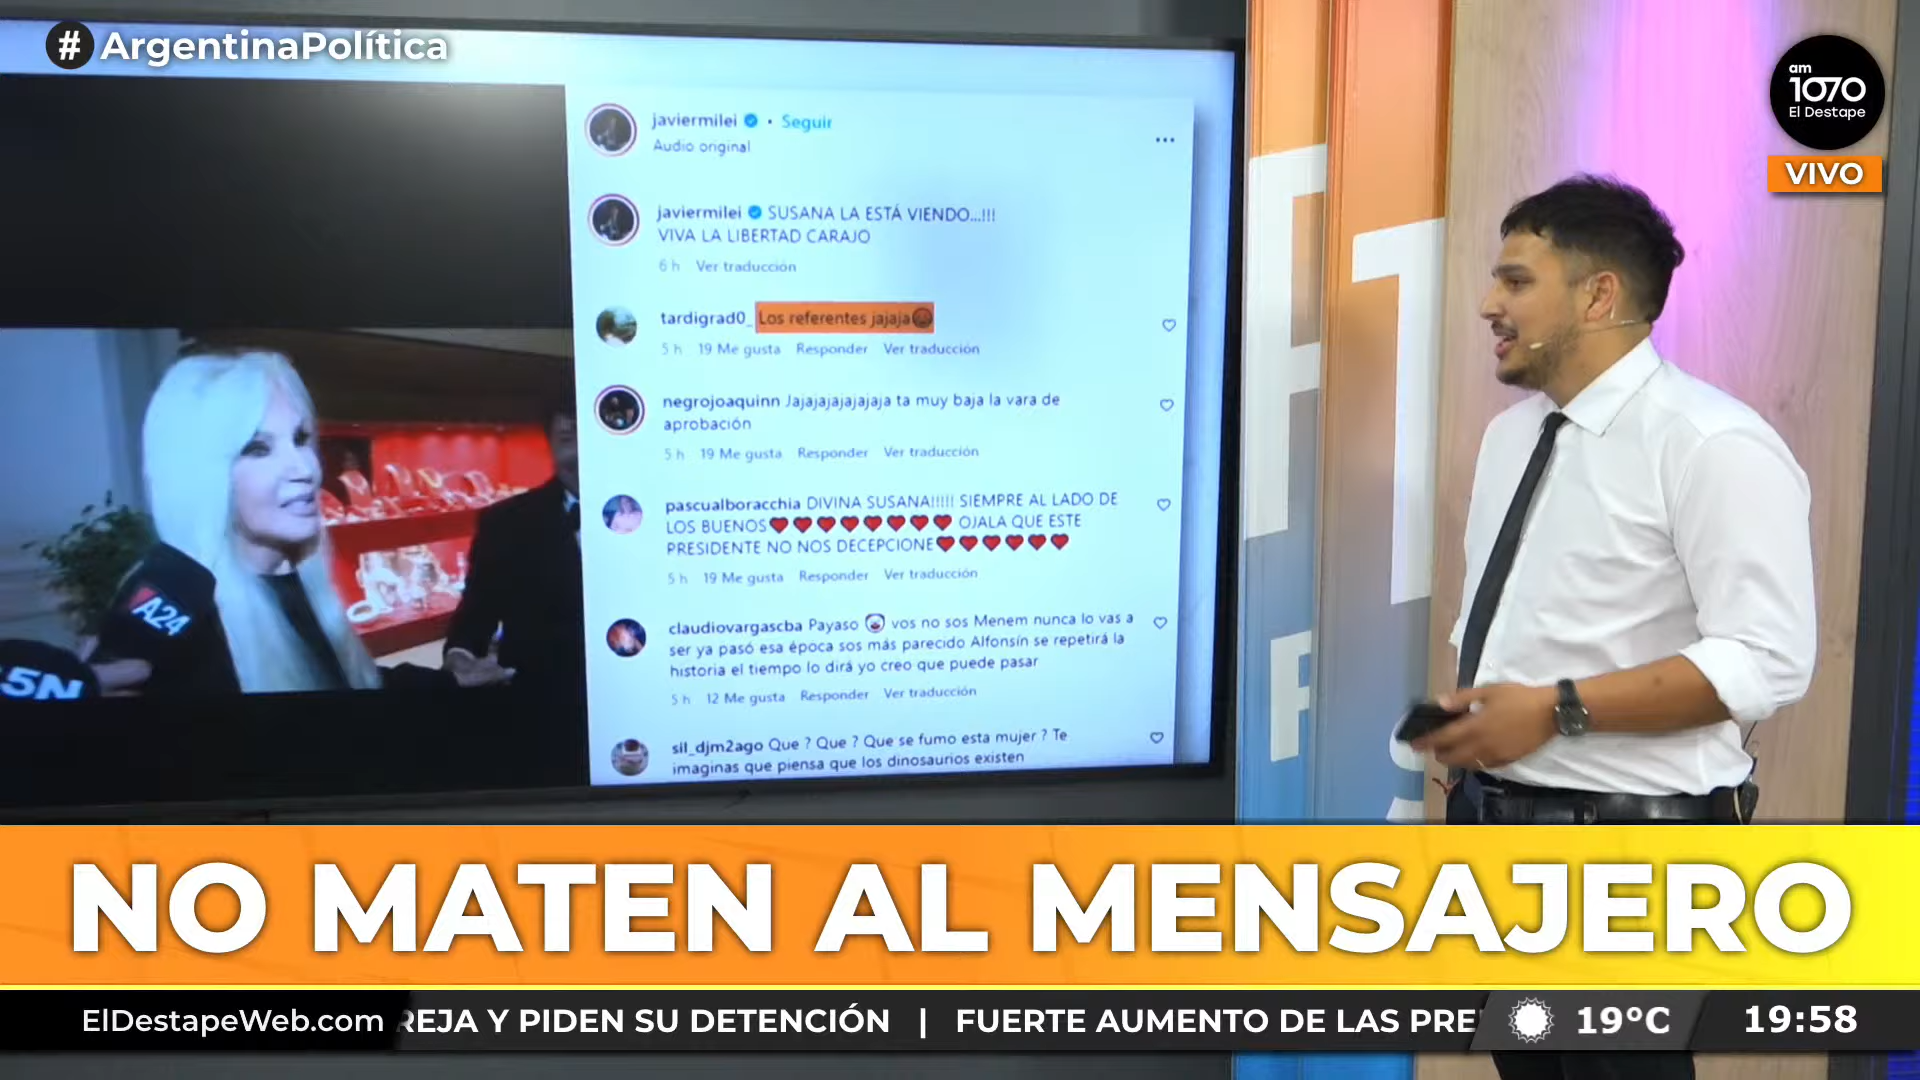 # ArgentinaPolítica
am
1070
El Destape
VIVO
javiermilei • Seguir
Audio original
javiermilei SUSANA LA ESTÁ VIENDO...!!!
VIVA LA LIBERTAD CARAJO
6 h Ver traducción
tardigrad0_ Los referentes jajaja
5 h 19 Me gusta Responder Ver traducción
negrojoaquinn Jajajajajajajaja ta muy baja la vara de
aprobación
5 h 19 Me gusta Responder Ver traducción
pascualboracchia DIVINA SUSANA!!!!! SIEMPRE AL LADO DE
LOS BUENOS❤❤❤❤❤❤❤❤ OJALA QUE ESTE
PRESIDENTE NO NOS DECEPCIONE❤❤❤❤❤❤
5 h 19 Me gusta Responder Ver traducción
claudiovargascba Payaso 🤡 vos no sos Menem nunca lo vas a
ser ya pasó esa época sos más parecido Alfonsín se repetirá la
historia el tiempo lo dirá yo creo que puede pasar
5 h 12 Me gusta Responder Ver traducción
sil_djm2ago Que ? Que ? Que se fumo esta mujer ? Te
imaginas que piensa que los dinosaurios existen
A24
5N
NO MATEN AL MENSAJERO
ElDestapeWeb.com REJA Y PIDEN SU DETENCIÓN | FUERTE AUMENTO DE LAS PRE 19°C 19:58